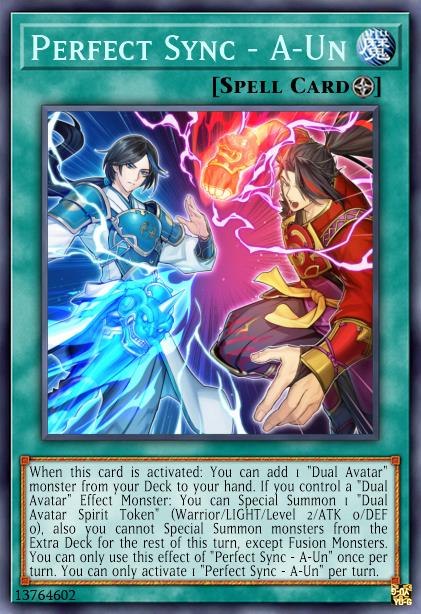 Perfect Sync - A-Un
魔
[Spell Card]
When this card is activated: You can add 1 "Dual Avatar"
monster from your Deck to your hand. If you control a "Dual
Avatar" Effect Monster: You can Special Summon 1 "Dual
Avatar Spirit Token" (Warrior/LIGHT/Level 2/ATK 0/DEF
0), also you cannot Special Summon monsters from the
Extra Deck for the rest of this turn, except Fusion Monsters.
You can only use this effect of "Perfect Sync - A-Un" once per
turn. You can only activate 1 "Perfect Sync - A-Un" per turn.
13764602